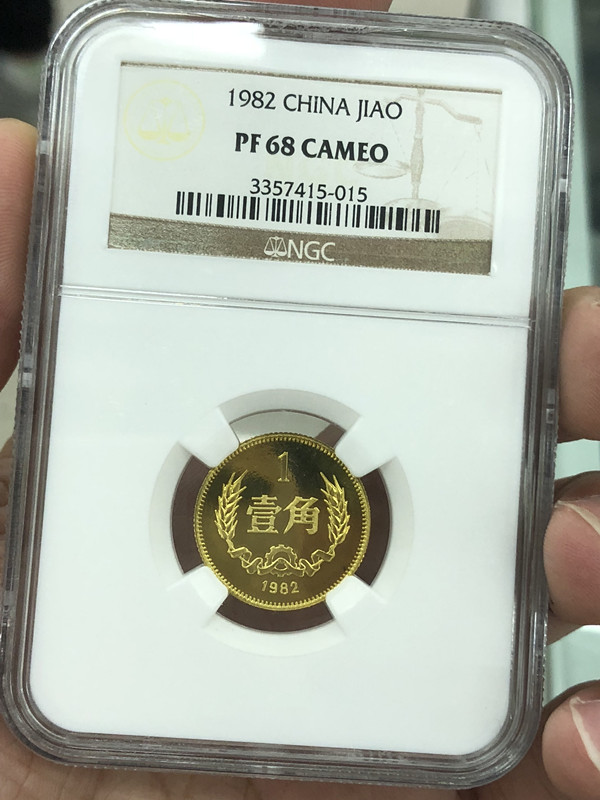 1982 CHINA JIAO
PF 68 CAMEO
3357415-015
NGC
1
壹角
1982